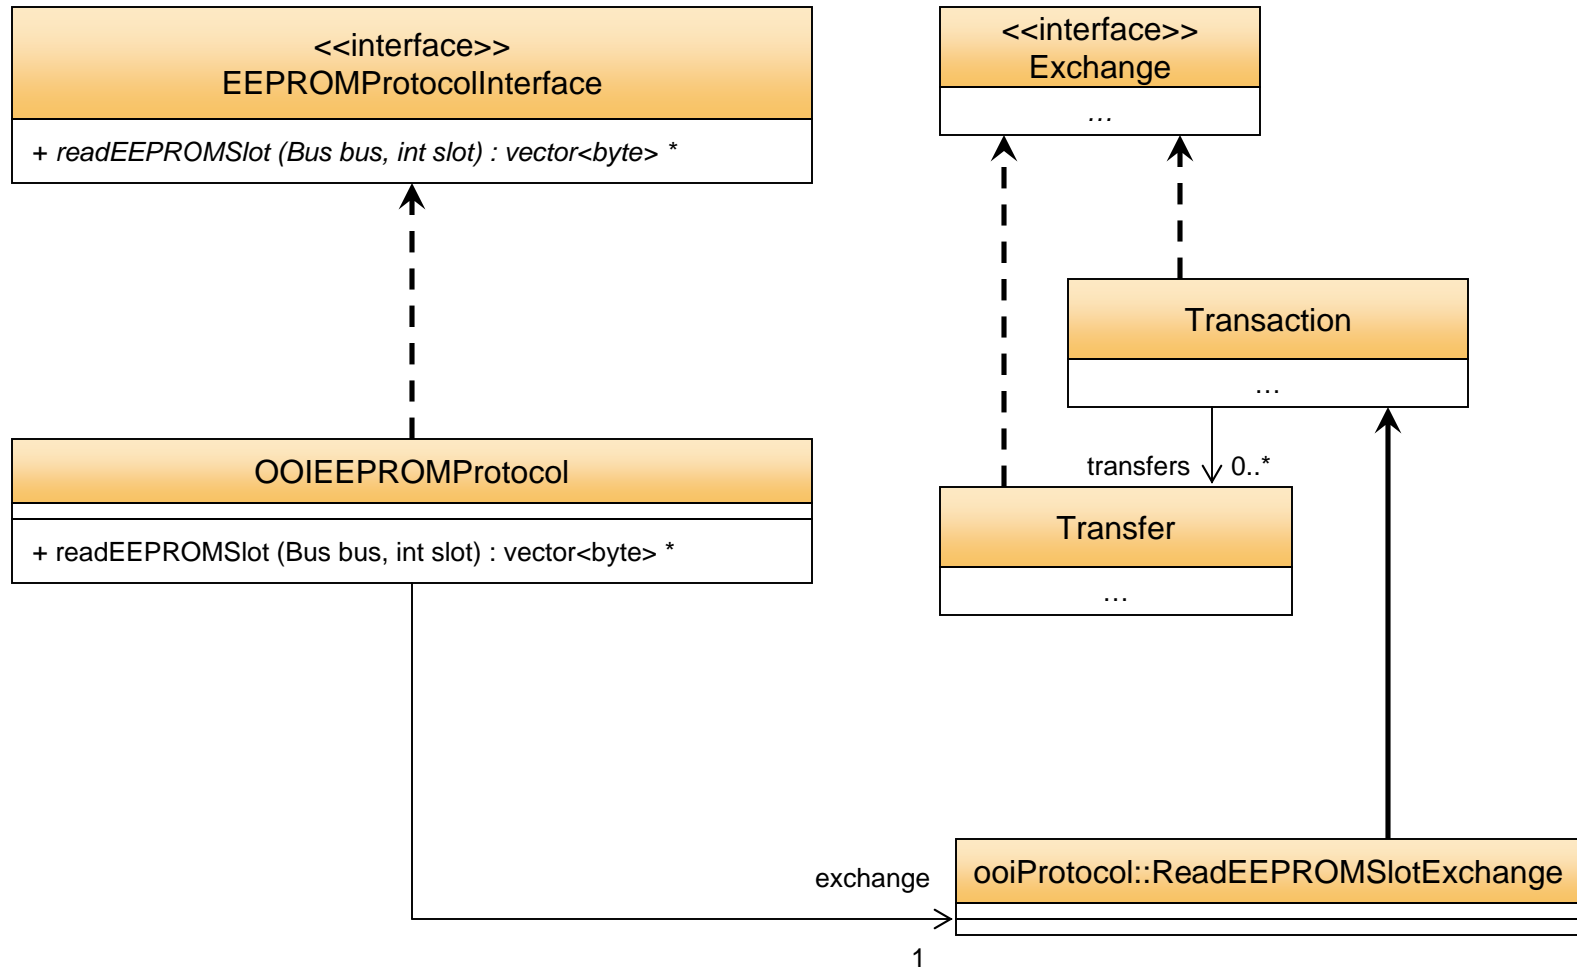 <<interface>>
EEPROMProtocolInterface
+ readEEPROMSlot (Bus bus, int slot) : vector<byte> *
<<interface>>
Exchange
...
Transaction
...
transfers 0..*
Transfer
...
OOIEEPROMProtocol
+ readEEPROMSlot (Bus bus, int slot) : vector<byte> *
exchange
1
ooiProtocol::ReadEEPROMSlotExchange